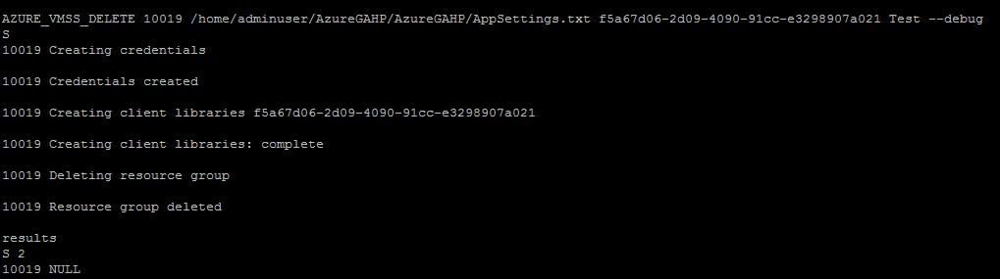 AZURE_VMSS_DELETE 10019 /home/adminuser/AzureGAHP/AzureGAHP/AppSettings.txt f5a67d06-2d09-4090-91cc-e3298907a021 Test --debug
S
10019 Creating credentials
10019 Credentials created
10019 Creating client libraries f5a67d06-2d09-4090-91cc-e3298907a021
10019 Creating client libraries: complete
10019 Deleting resource group
10019 Resource group deleted
results
S 2
10019 NULL